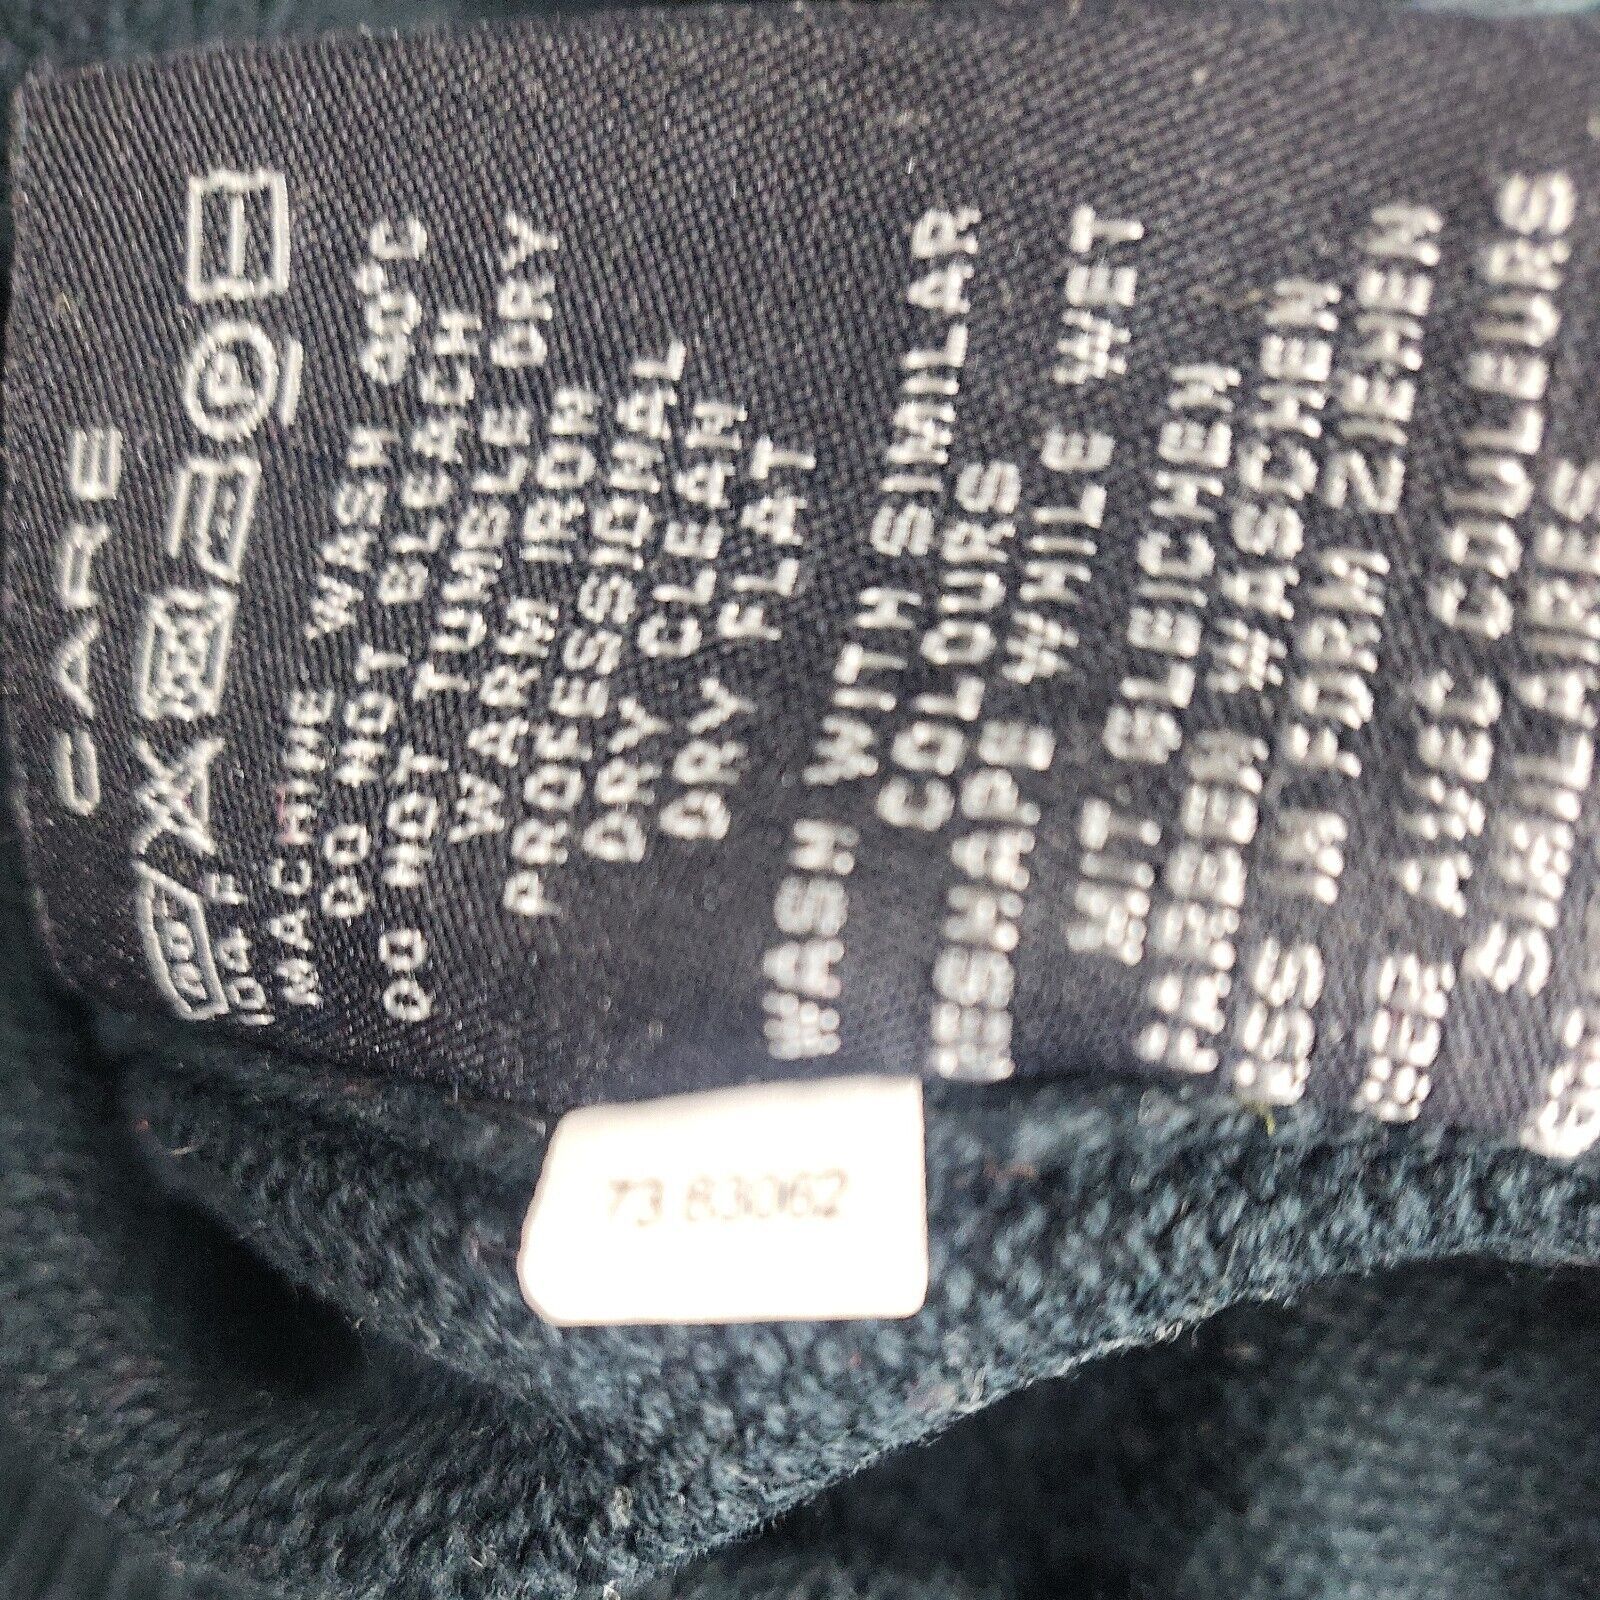 CARE
P
104 F
MACHINE WASH 40°C
DO NOT BLEACH
DO NOT TUMBLE DRY
WARM IRON
PROFESSIONAL
DRY CLEAN
DRY FLAT
WASH WITH SIMILAR
COLOURS
RESHAPE WHILE WET
MIT GLEICHEN
FARBEN WASCHEN
IN FORM ZIEHEN
AVEC COULEURS
SIMILAIRES
73 83062